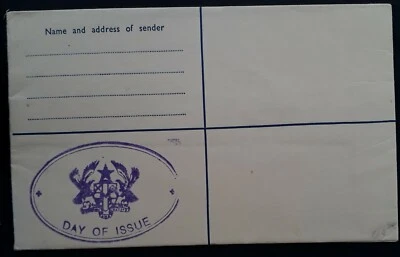 Name and address of sender
DAY OF ISSUE